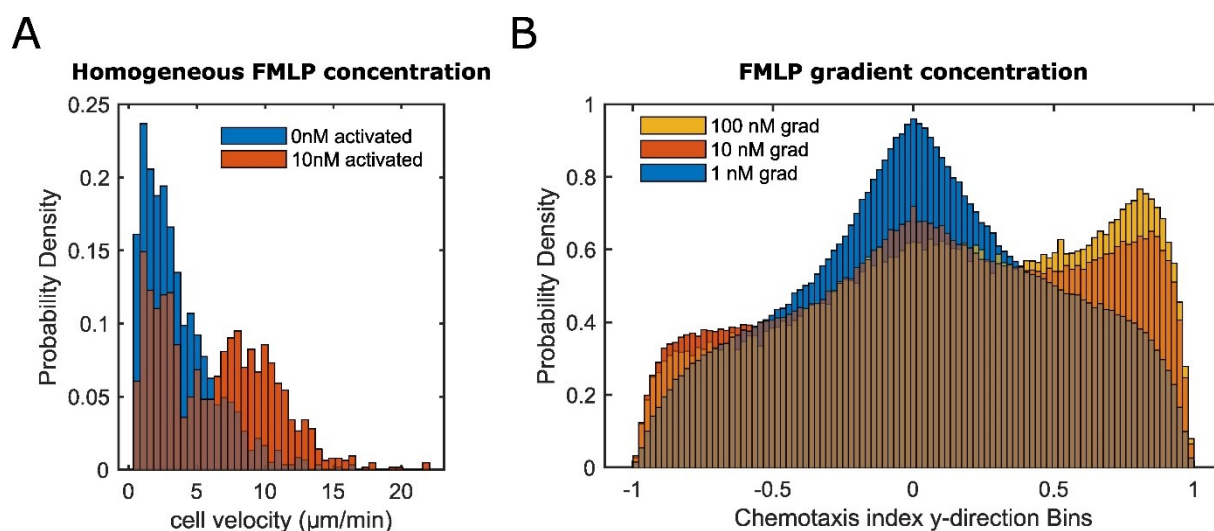 A
Homogeneous FMLP concentration
0nM activated
10nM activated
Probability Density
0.25
0.2
0.15
0.1
0.05
0
0 5 10 15 20
cell velocity (µm/min)
B
FMLP gradient concentration
100 nM grad
10 nM grad
1 nM grad
Probability Density
1
0.8
0.6
0.4
0.2
0
-1 -0.5 0 0.5 1
Chemotaxis index y-direction Bins